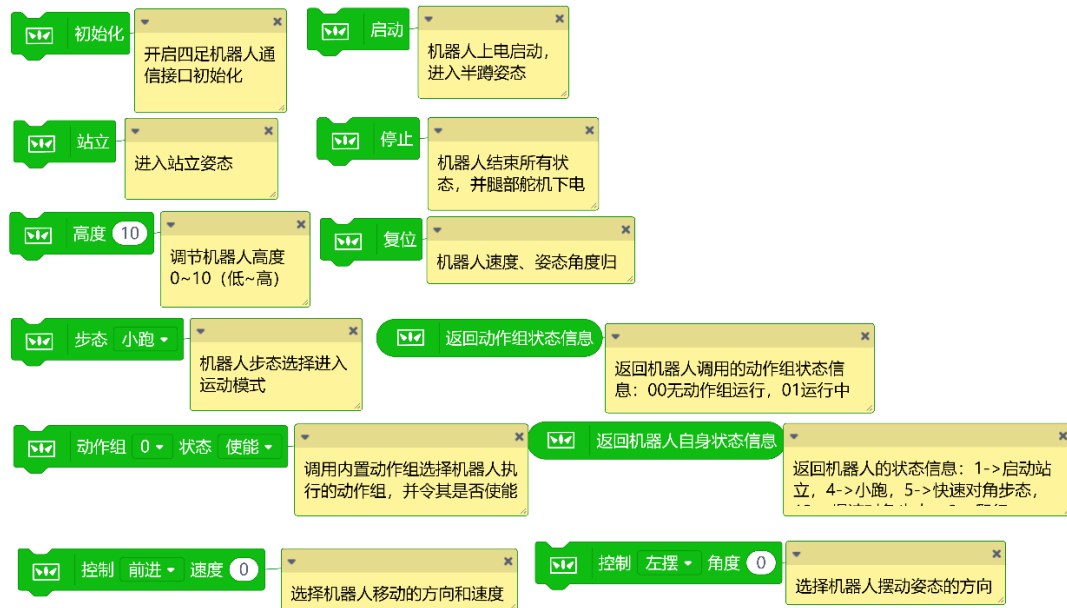 初始化
开启四足机器人通
信接口初始化
启动
机器人上电启动，
进入半蹲姿态
站立
进入站立姿态
停止
机器人结束所有状
态，并腿部舵机下电
高度 10
调节机器人高度
0~10（低~高）
复位
机器人速度、姿态角度归
步态 小跑
机器人步态选择进入
运动模式
返回动作组状态信息
返回机器人调用的动作组状态信
息：00无动作组运行，01运行中
动作组 0 状态 使能
调用内置动作组选择机器人执
行的动作组，并令其是否使能
返回机器人自身状态信息
返回机器人的状态信息：1->启动站
立，4->小跑，5->快速对角步态，
控制 前进 速度 0
选择机器人移动的方向和速度
控制 左摆 角度 0
选择机器人摆动姿态的方向